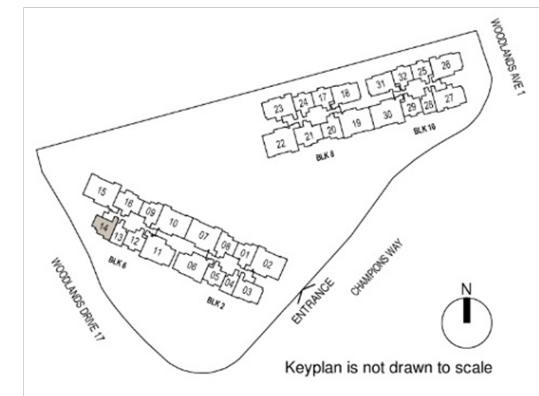 WOODLANDS AVE 1
23 24 17 18 31 32 25 26
22 21 20 19 30 29 28 27
BLK 8
BLK 10
15 16 09 10 07 08 01 02
14 13 12 11 06 05 04 03
BLK 6
BLK 2
WOODLANDS DRIVE 17
ENTRANCE
CHAMPIONS WAY
N
Keyplan is not drawn to scale